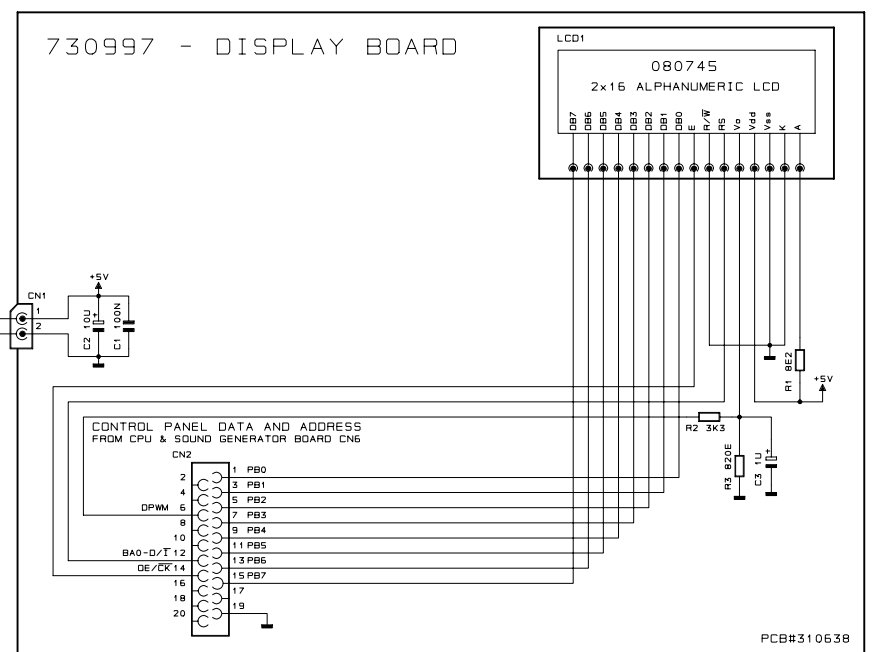 730997 - DISPLAY BOARD
LCD1
080745
2x16 ALPHANUMERIC LCD
DB7 DB6 DB5 DB4 DB3 DB2 DB1 DB0 E R/W̅ RS Vo Vdd Vss K A
+5V
CN1
1
2
C2 10U +
C1 100N
R1 8E2
+5V
CONTROL PANEL DATA AND ADDRESS
FROM CPU & SOUND GENERATOR BOARD CN6
R2 3K3
R3 820E
C3 1U +
CN2
1 PB0
2
3 PB1
4
5 PB2
DPWM 6
7 PB3
8
9 PB4
10
11 PB5
BA0-D/I̅ 12
13 PB6
DE/C̅K̅ 14
15 PB7
16
17
18
19
20
PCB#310638